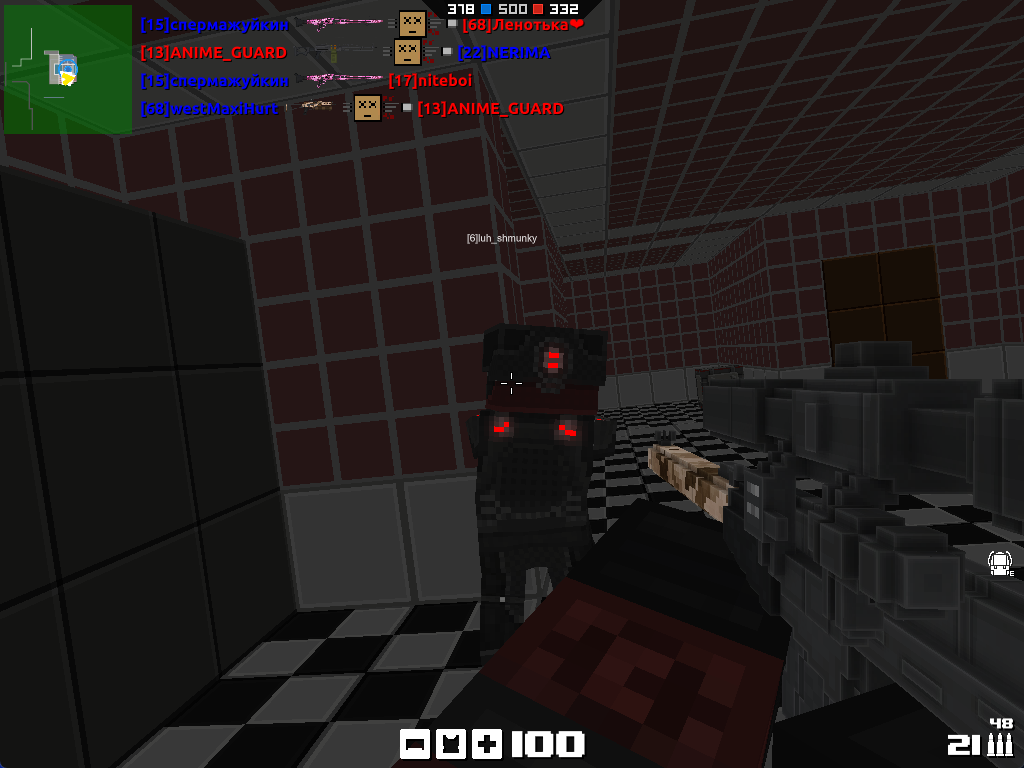 378 500 332
[15]спермажуйкин [68]Ленотька❤
[13]ANIME_GUARD [22]NERIMA
[15]спермажуйкин [17]niteboi
[68]westMaxiHurt [13]ANIME_GUARD
[6]luh_shmunky
E
100
48
21